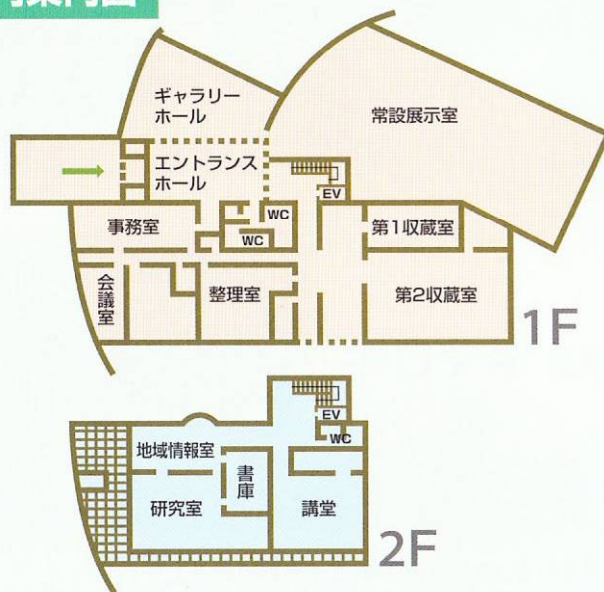 ギャラリー
ホール
常設展示室
エントランス
ホール
EV
WC
WC
事務室
第1収蔵室
会議室
整理室
第2収蔵室
1F
EV
WC
地域情報室
書庫
研究室
講堂
2F